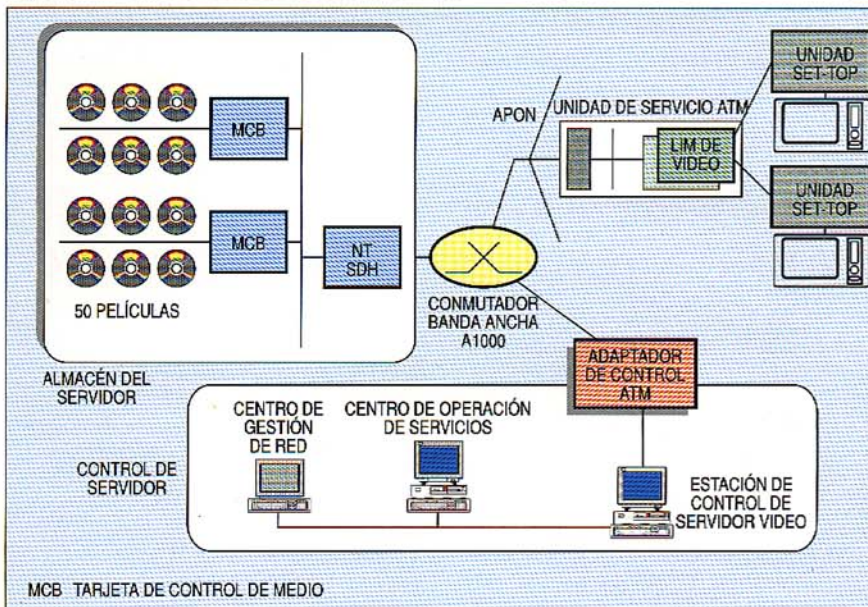 MCB
MCB
NT
SDH
50 PELÍCULAS
ALMACÉN DEL
SERVIDOR
APON
UNIDAD DE SERVICIO ATM
LIM DE
VIDEO
UNIDAD
SET-TOP
UNIDAD
SET-TOP
CONMUTADOR
BANDA ANCHA
A1000
ADAPTADOR
DE CONTROL
ATM
CONTROL DE
SERVIDOR
CENTRO DE
GESTIÓN
DE RED
CENTRO DE OPERACIÓN
DE SERVICIOS
ESTACIÓN DE
CONTROL DE
SERVIDOR VIDEO
MCB TARJETA DE CONTROL DE MEDIO